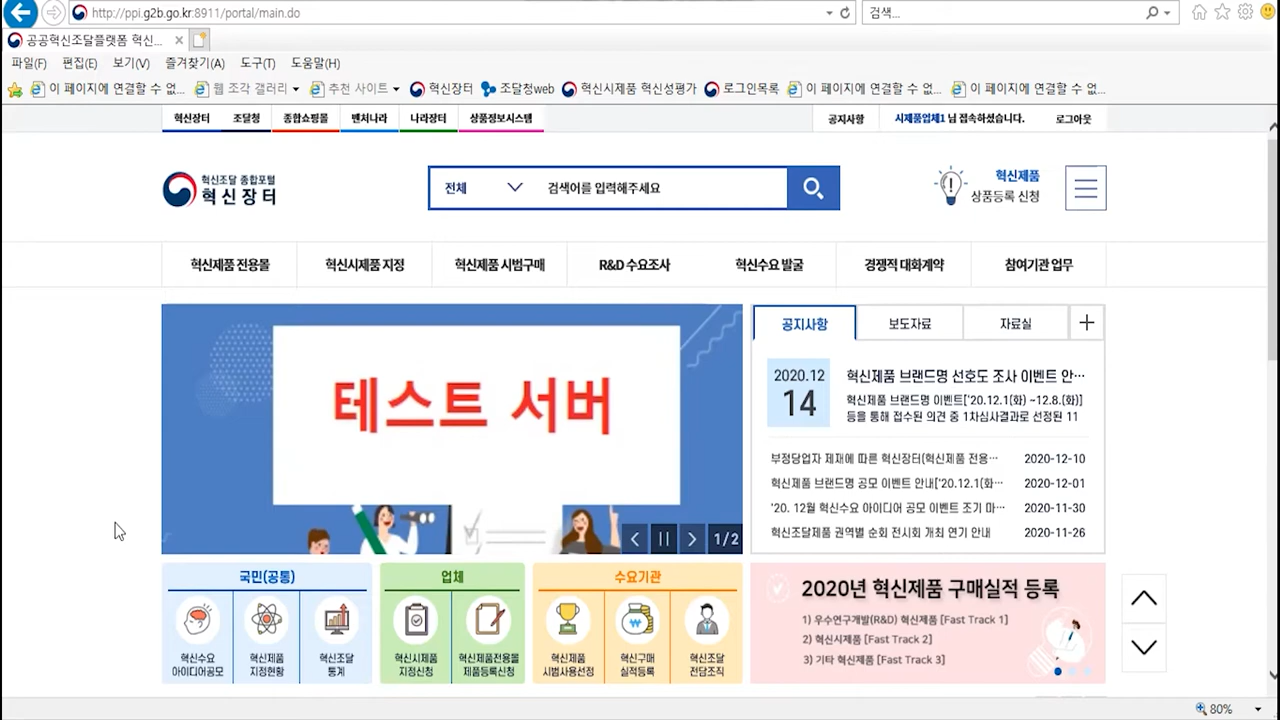 http://ppi.g2b.go.kr:8911/portal/main.do
검색...
공공혁신조달플랫폼 혁신...
파일(F) 편집(E) 보기(V) 즐겨찾기(A) 도구(T) 도움말(H)
이 페이지에 연결할 수 없... 웹 조각 갤러리 추천 사이트 혁신장터 조달청web 혁신시제품 혁신성평가 로그인목록 이 페이지에 연결할 수 없... 이 페이지에 연결할 수 없...
혁신장터 조달청 종합쇼핑몰 벤처나라 나라장터 상품정보시스템 공지사항 시제품업체1 님 접속하셨습니다. 로그아웃
혁신조달 종합포털
혁신장터
전체 검색어를 입력해주세요
혁신제품
상품등록 신청
혁신제품 전용몰 혁신시제품 지정 혁신제품 시범구매 R&D 수요조사 혁신수요 발굴 경쟁적 대화계약 참여기관 업무
테스트 서버
1/2
공지사항 보도자료 자료실
2020.12
14
혁신제품 브랜드명 선호도 조사 이벤트 안…
혁신제품 브랜드명 이벤트['20.12.1(화) ~12.8.(화)]
등을 통해 접수된 의견 중 1차심사결과로 선정된 11
부정당업자 제재에 따른 혁신장터(혁신제품 전용… 2020-12-10
혁신제품 브랜드명 공모 이벤트 안내['20.12.1(화… 2020-12-01
'20. 12월 혁신수요 아이디어 공모 이벤트 조기 마… 2020-11-30
혁신조달제품 권역별 순회 전시회 개최 연기 안내 2020-11-26
국민(공통)
혁신수요
아이디어공모
혁신제품
지정현황
혁신조달
통계
업체
혁신시제품
지정신청
혁신제품전용몰
제품등록신청
수요기관
혁신제품
시범사용선정
혁신구매
실적등록
혁신조달
전담조직
2020년 혁신제품 구매실적 등록
1) 우수연구개발(R&D) 혁신제품 [Fast Track 1]
2) 혁신시제품 [Fast Track 2]
3) 기타 혁신제품 [Fast Track 3]
80%